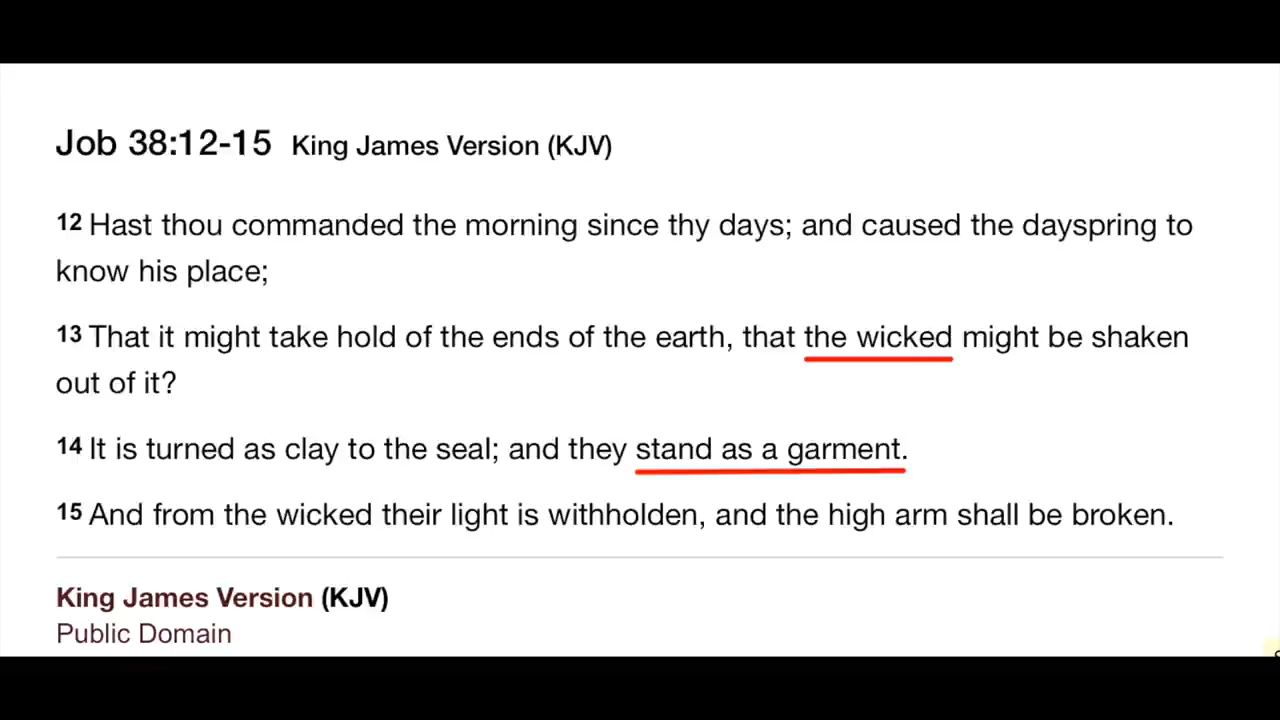 Job 38:12-15 King James Version (KJV)
12 Hast thou commanded the morning since thy days; and caused the dayspring to
know his place;
13 That it might take hold of the ends of the earth, that the wicked might be shaken
out of it?
14 It is turned as clay to the seal; and they stand as a garment.
15 And from the wicked their light is withholden, and the high arm shall be broken.
King James Version (KJV)
Public Domain